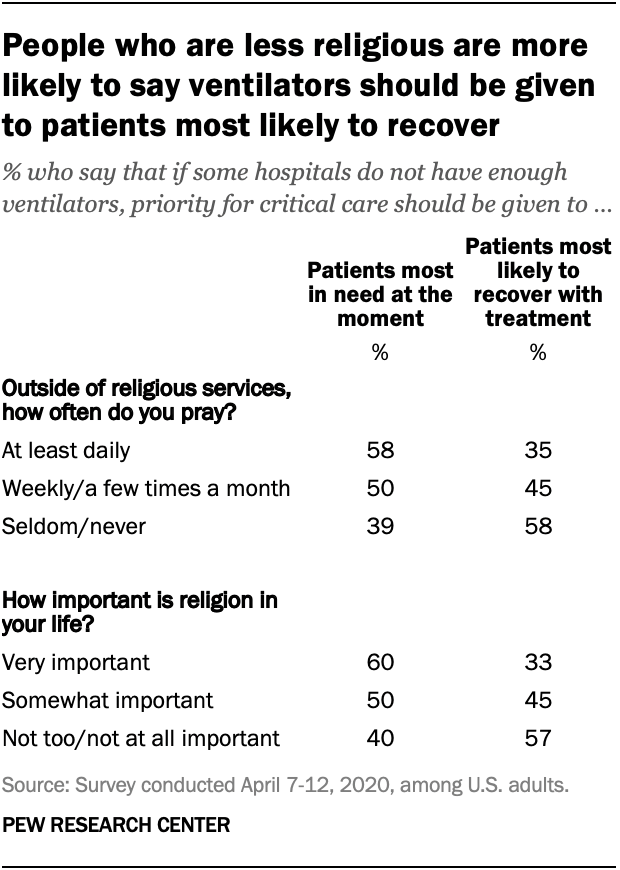 People who are less religious are more
likely to say ventilators should be given
to patients most likely to recover
% who say that if some hospitals do not have enough
ventilators, priority for critical care should be given to ...
Patients most
in need at the
moment
Patients most
likely to
recover with
treatment
% %
Outside of religious services,
how often do you pray?
At least daily 58 35
Weekly/a few times a month 50 45
Seldom/never 39 58
How important is religion in
your life?
Very important 60 33
Somewhat important 50 45
Not too/not at all important 40 57
Source: Survey conducted April 7-12, 2020, among U.S. adults.
PEW RESEARCH CENTER